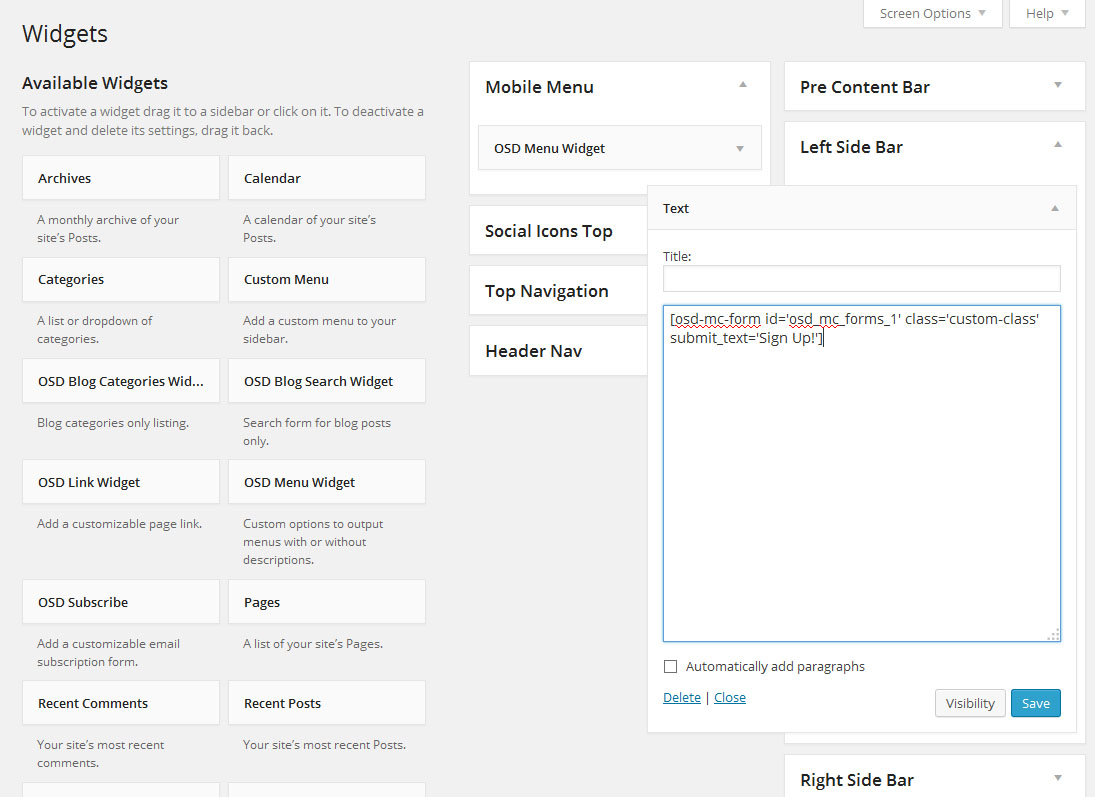 Screen Options
Help
Widgets
Available Widgets
To activate a widget drag it to a sidebar or click on it. To deactivate a
widget and delete its settings, drag it back.
Archives
Calendar
A monthly archive of your
site's Posts.
A calendar of your site's
Posts.
Categories
Custom Menu
A list or dropdown of
categories.
Add a custom menu to your
sidebar.
OSD Blog Categories Wid...
OSD Blog Search Widget
Blog categories only listing.
Search form for blog posts
only.
OSD Link Widget
OSD Menu Widget
Add a customizable page link.
Custom options to output
menus with or without
descriptions.
OSD Subscribe
Pages
Add a customizable email
subscription form.
A list of your site's Pages.
Recent Comments
Recent Posts
Your site's most recent
comments.
Your site's most recent Posts.
Mobile Menu
OSD Menu Widget
Social Icons Top
Top Navigation
Header Nav
Pre Content Bar
Left Side Bar
Text
Title:
[osd-mc-form id='osd_mc_forms_1' class='custom-class'
submit_text='Sign Up!']
Automatically add paragraphs
Delete | Close
Visibility
Save
Right Side Bar